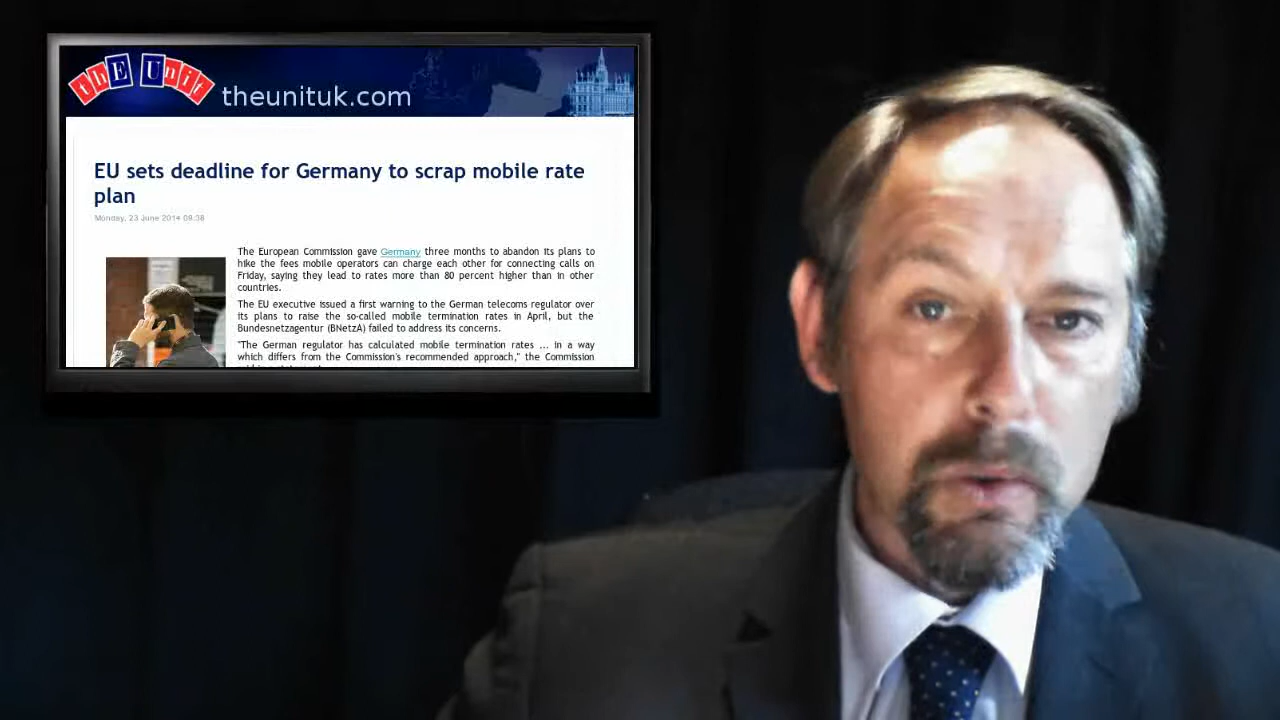 thE Unit
theunituk.com
EU sets deadline for Germany to scrap mobile rate
plan
Monday, 23 June 2014 08:38
The European Commission gave Germany three months to abandon its plans to
hike the fees mobile operators can charge each other for connecting calls on
Friday, saying they lead to rates more than 80 percent higher than in other
countries.
The EU executive issued a first warning to the German telecoms regulator over
its plans to raise the so-called mobile termination rates in April, but the
Bundesnetzagentur (BNetzA) failed to address its concerns.
"The German regulator has calculated mobile termination rates ... in a way
which differs from the Commission's recommended approach," the Commission